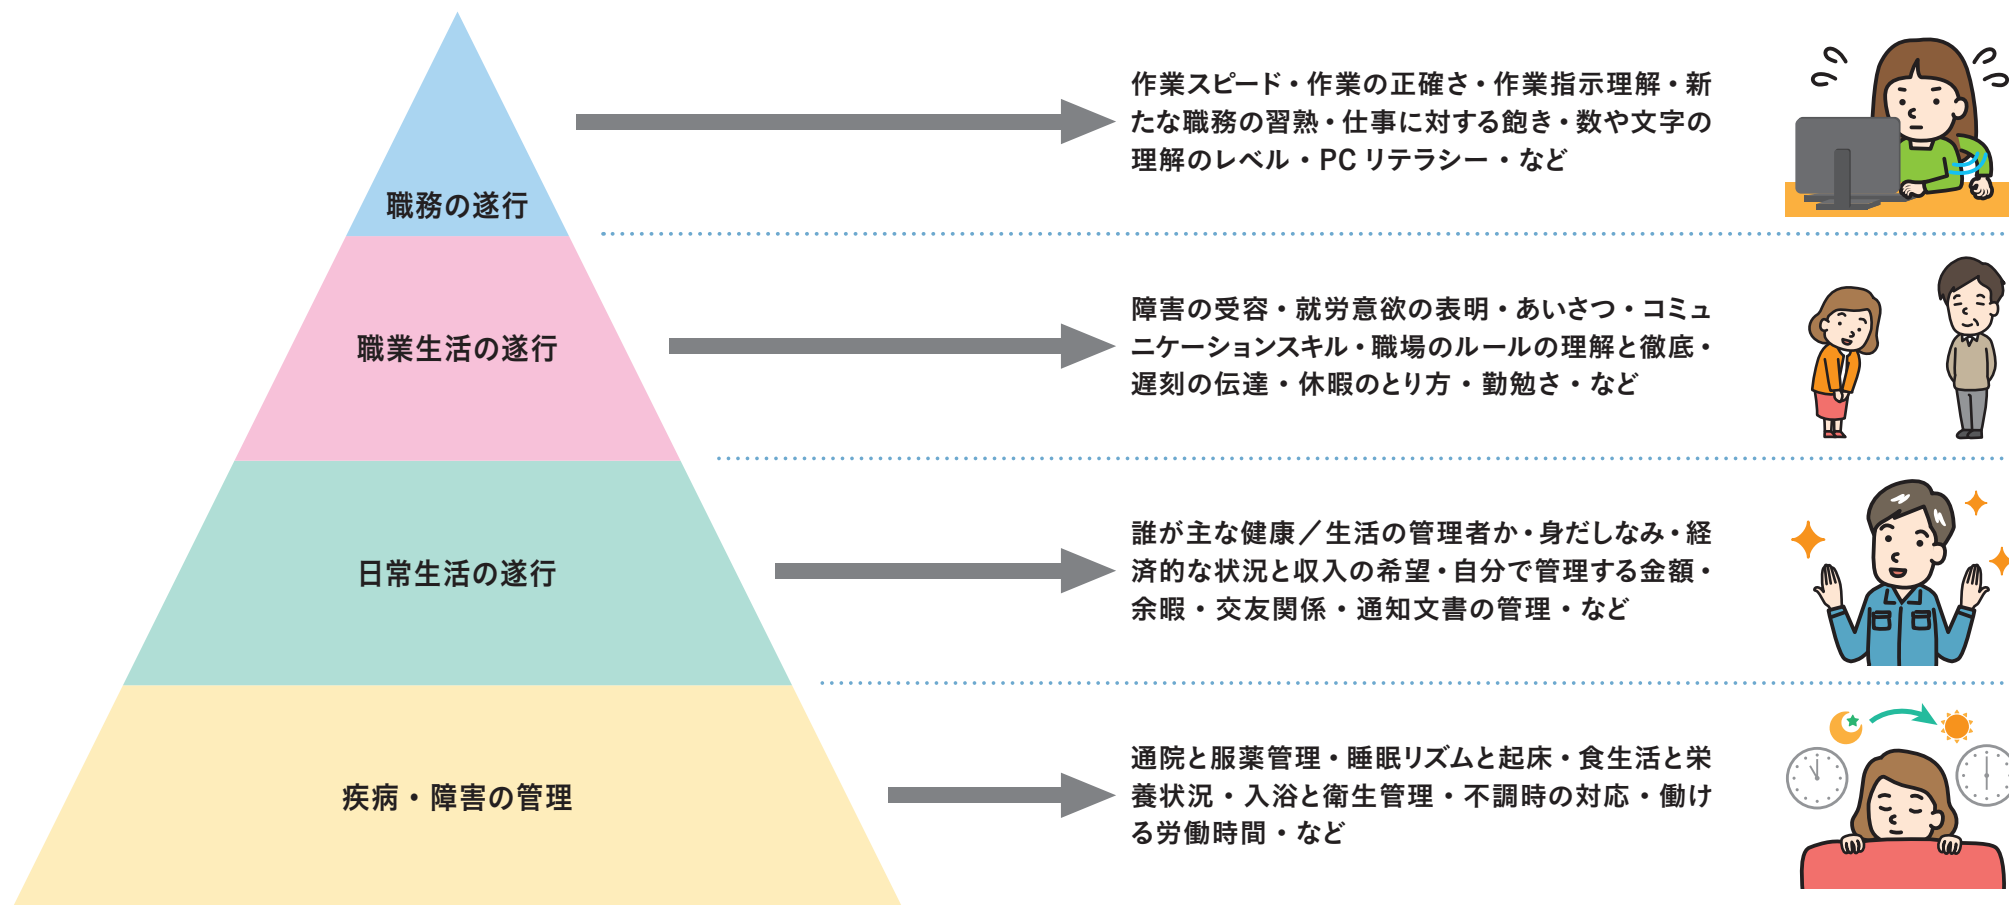 職務の遂行
作業スピード・作業の正確さ・作業指示理解・新
たな職務の習熟・仕事に対する飽き・数や文字の
理解のレベル・PCリテラシー・など
職業生活の遂行
障害の受容・就労意欲の表明・あいさつ・コミュ
ニケーションスキル・職場のルールの理解と徹底・
遅刻の伝達・休暇のとり方・勤勉さ・など
日常生活の遂行
誰が主な健康／生活の管理者か・身だしなみ・経
済的な状況と収入の希望・自分で管理する金額・
余暇・交友関係・通知文書の管理・など
疾病・障害の管理
通院と服薬管理・睡眠リズムと起床・食生活と栄
養状況・入浴と衛生管理・不調時の対応・働け
る労働時間・など